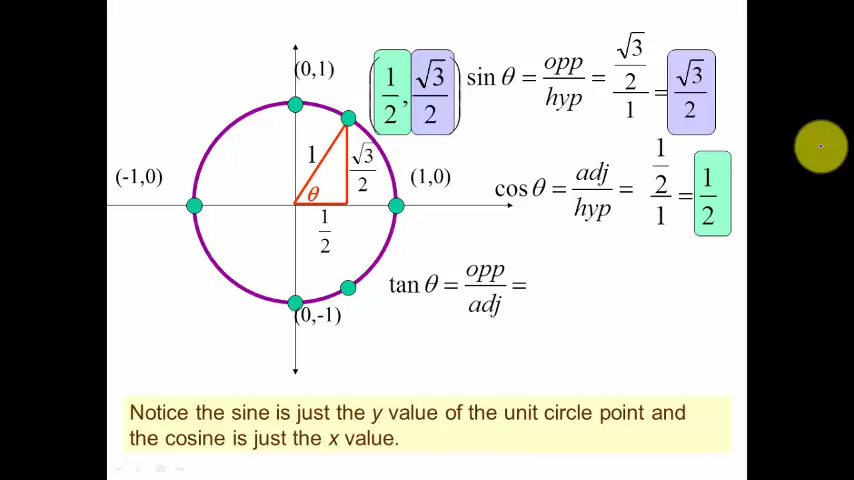 (0,1)
(1/2, √3/2)
sin θ = opp/hyp = (√3/2)/1 = √3/2
(-1,0)
1
√3/2
(1,0)
θ
1/2
cos θ = adj/hyp = (1/2)/1 = 1/2
tan θ = opp/adj =
(0,-1)
Notice the sine is just the y value of the unit circle point and
the cosine is just the x value.